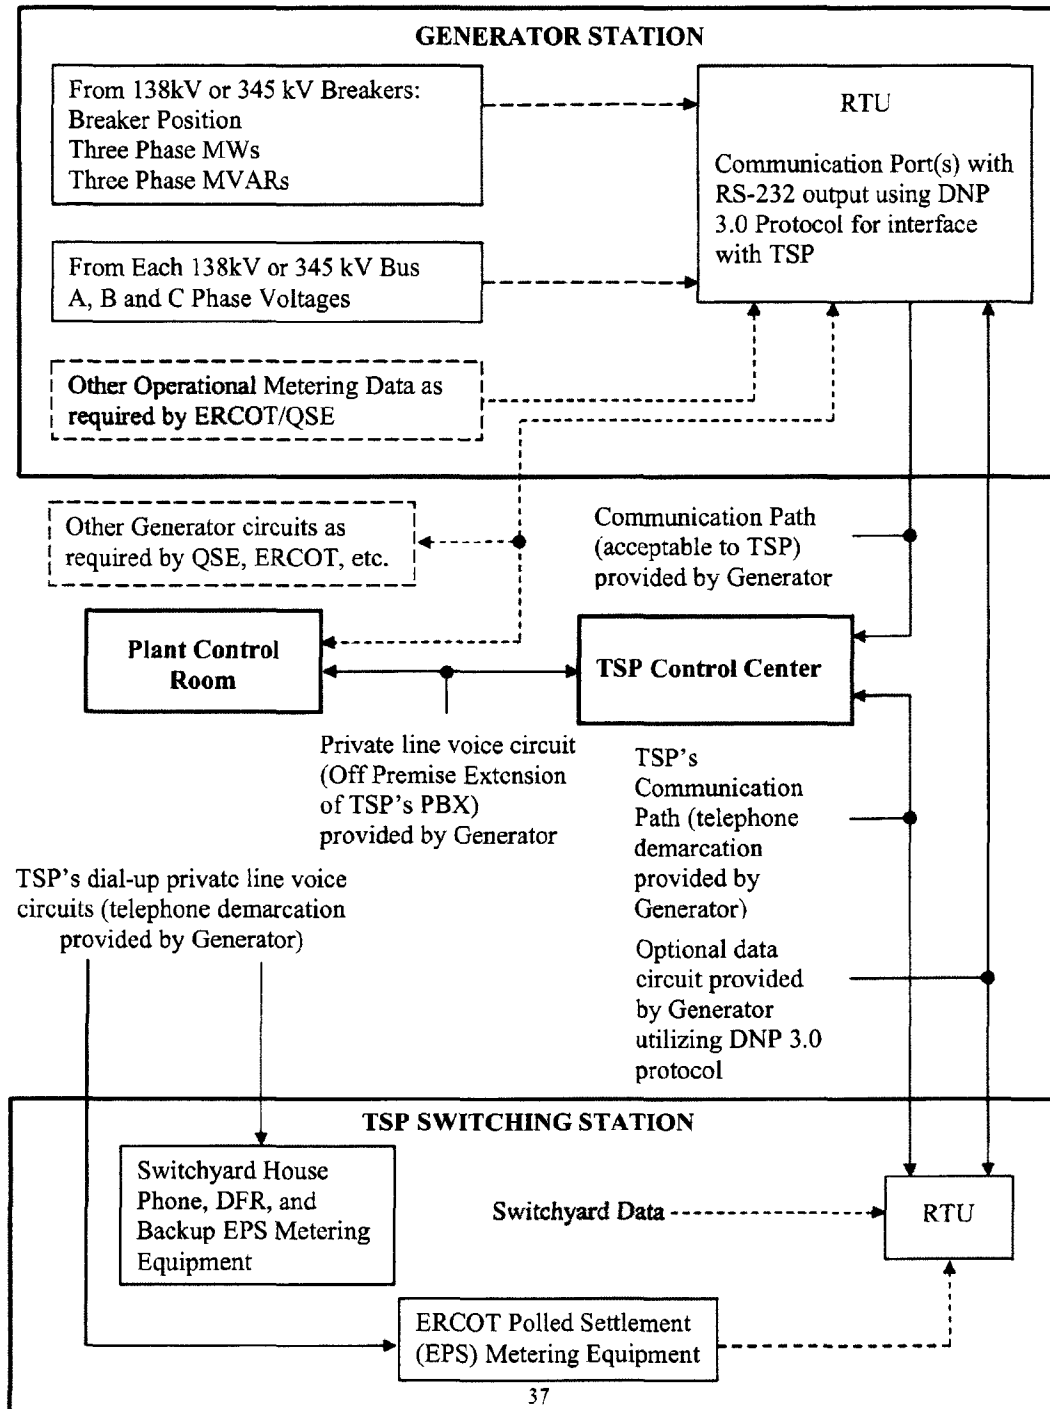 GENERATOR STATION
From 138kV or 345 kV Breakers:
Breaker Position
Three Phase MWs
Three Phase MVARs
RTU
Communication Port(s) with
RS-232 output using DNP
3.0 Protocol for interface
with TSP
From Each 138kV or 345 kV Bus
A, B and C Phase Voltages
Other Operational Metering Data as
required by ERCOT/QSE
Other Generator circuits as
required by QSE, ERCOT, etc.
Communication Path
(acceptable to TSP)
provided by Generator
Plant Control
Room
TSP Control Center
Private line voice circuit
(Off Premise Extension
of TSP's PBX)
provided by Generator
TSP's
Communication
Path (telephone
demarcation
provided by
Generator)
TSP's dial-up private line voice
circuits (telephone demarcation
provided by Generator)
Optional data
circuit provided
by Generator
utilizing DNP 3.0
protocol
TSP SWITCHING STATION
Switchyard House
Phone, DFR, and
Backup EPS Metering
Equipment
Switchyard Data
RTU
ERCOT Polled Settlement
(EPS) Metering Equipment
37